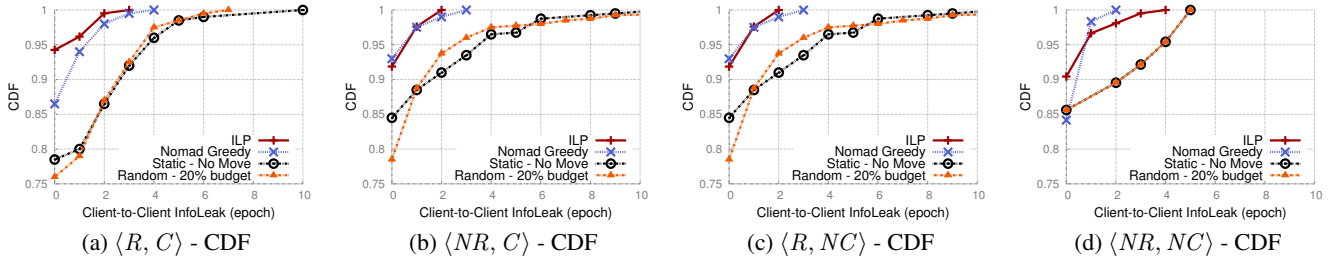 1
0.95
0.9
0.85
0.8
0.75
CDF
0 2 4 6 8 10
Client-to-Client InfoLeak (epoch)
ILP
Nomad Greedy
Static - No Move
Random - 20% budget
(a) ⟨R, C⟩ - CDF
1
0.95
0.9
0.85
0.8
0.75
CDF
0 2 4 6 8 10
Client-to-Client InfoLeak (epoch)
ILP
Nomad Greedy
Static - No Move
Random - 20% budget
(b) ⟨NR, C⟩ - CDF
1
0.95
0.9
0.85
0.8
0.75
CDF
0 2 4 6 8 10
Client-to-Client InfoLeak (epoch)
ILP
Nomad Greedy
Static - No Move
Random - 20% budget
(c) ⟨R, NC⟩ - CDF
1
0.95
0.9
0.85
0.8
0.75
CDF
0 2 4 6 8 10
Client-to-Client InfoLeak (epoch)
ILP
Nomad Greedy
Static - No Move
Random - 20% budget
(d) ⟨NR, NC⟩ - CDF